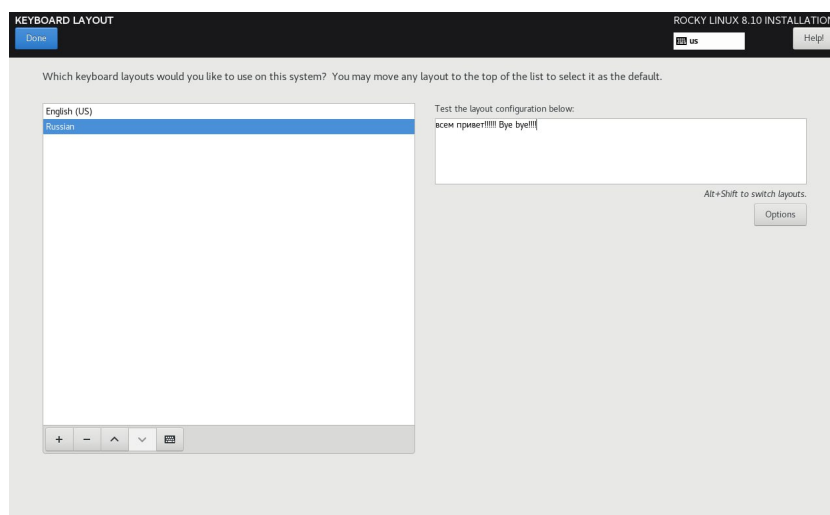 KEYBOARD LAYOUT
ROCKY LINUX 8.10 INSTALLATION
Done
us
Help!
Which keyboard layouts would you like to use on this system? You may move any layout to the top of the list to select it as the default.
English (US)
Russian
Test the layout configuration below:
всем привет!!!!!! Bye bye!!!!
Alt+Shift to switch layouts.
Options